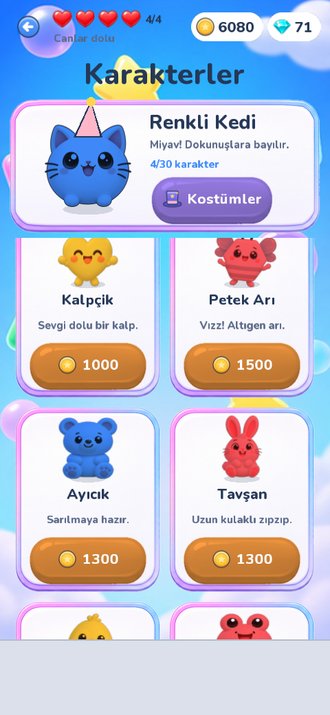 4/4
6080
71
Canlar dolu
Karakterler
Renkli Kedi
Miyav! Dokunuşlara bayılır.
4/30 karakter
Kostümler
Kalpçik
Petek Arı
Sevgi dolu bir kalp.
Vızz! Altıgen arı.
1000
1500
Ayıcık
Tavşan
Sarılmaya hazır.
Uzun kulaklı zıpzıp.
1300
1300